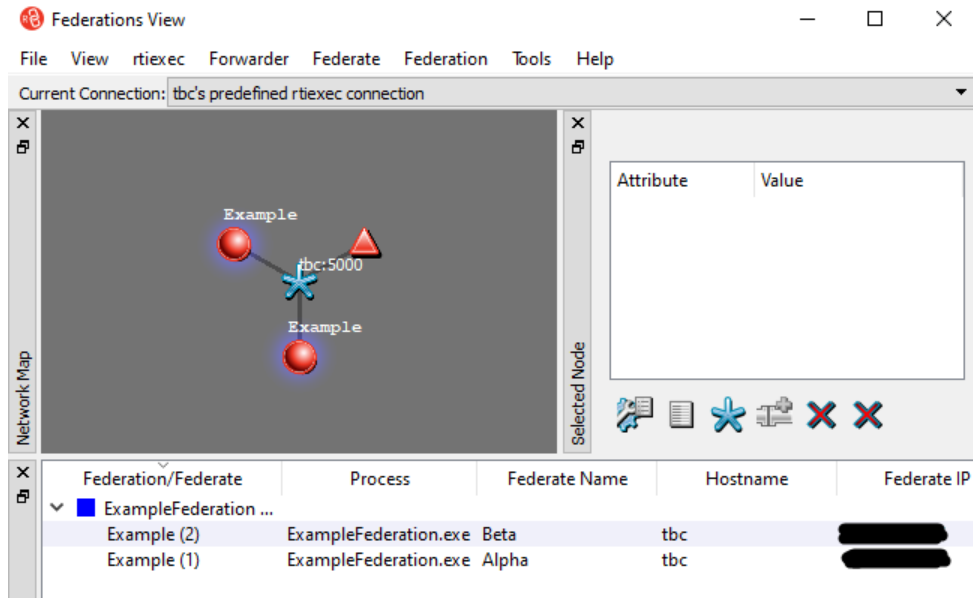 Federations View
File View rtiexec Forwarder Federate Federation Tools Help
Current Connection: tbc's predefined rtiexec connection
Network Map
Example
tbc:5000
Example
Selected Node
Attribute Value
Federation/Federate Process Federate Name Hostname Federate IP
ExampleFederation ...
Example (2) ExampleFederation.exe Beta tbc
Example (1) ExampleFederation.exe Alpha tbc